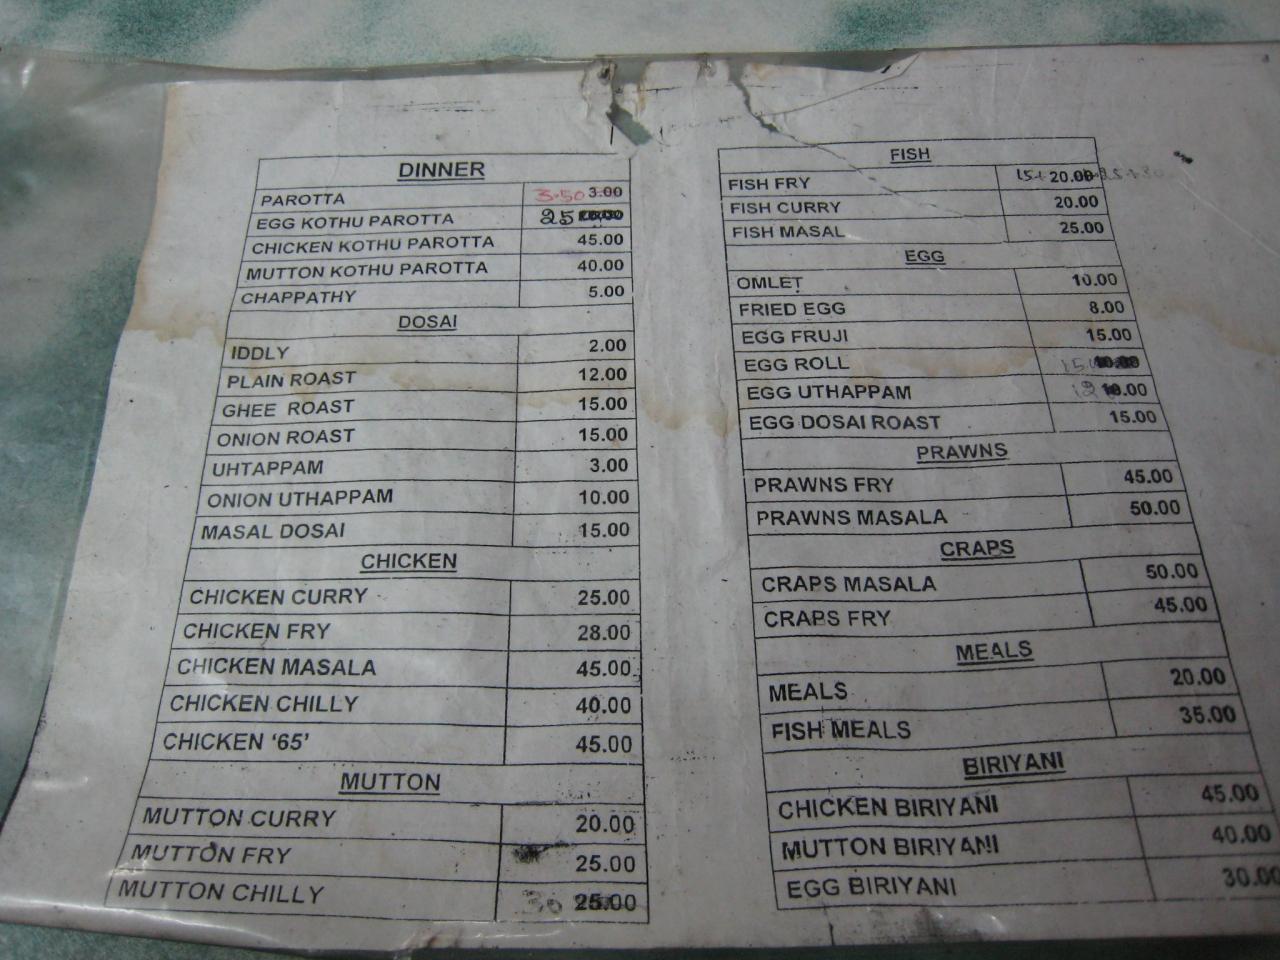 DINNER
PAROTTA 3.50 3.00
EGG KOTHU PAROTTA 25
CHICKEN KOTHU PAROTTA 45.00
MUTTON KOTHU PAROTTA 40.00
CHAPPATHY 5.00
DOSAI
IDDLY 2.00
PLAIN ROAST 12.00
GHEE ROAST 15.00
ONION ROAST 15.00
UHTAPPAM 3.00
ONION UTHAPPAM 10.00
MASAL DOSAI 15.00
CHICKEN
CHICKEN CURRY 25.00
CHICKEN FRY 28.00
CHICKEN MASALA 45.00
CHICKEN CHILLY 40.00
CHICKEN ‘65’ 45.00
MUTTON
MUTTON CURRY 20.00
MUTTON FRY 25.00
MUTTON CHILLY 30 25.00
FISH
FISH FRY 15+ 20.00
FISH CURRY 20.00
FISH MASAL 25.00
EGG
OMLET 10.00
FRIED EGG 8.00
EGG FRUJI 15.00
EGG ROLL 15
EGG UTHAPPAM 12 10.00
EGG DOSAI ROAST 15.00
PRAWNS
PRAWNS FRY 45.00
PRAWNS MASALA 50.00
CRAPS
CRAPS MASALA 50.00
CRAPS FRY 45.00
MEALS
MEALS 20.00
FISH MEALS 35.00
BIRIYANI
CHICKEN BIRIYANI 45.00
MUTTON BIRIYANI 40.00
EGG BIRIYANI 30.00